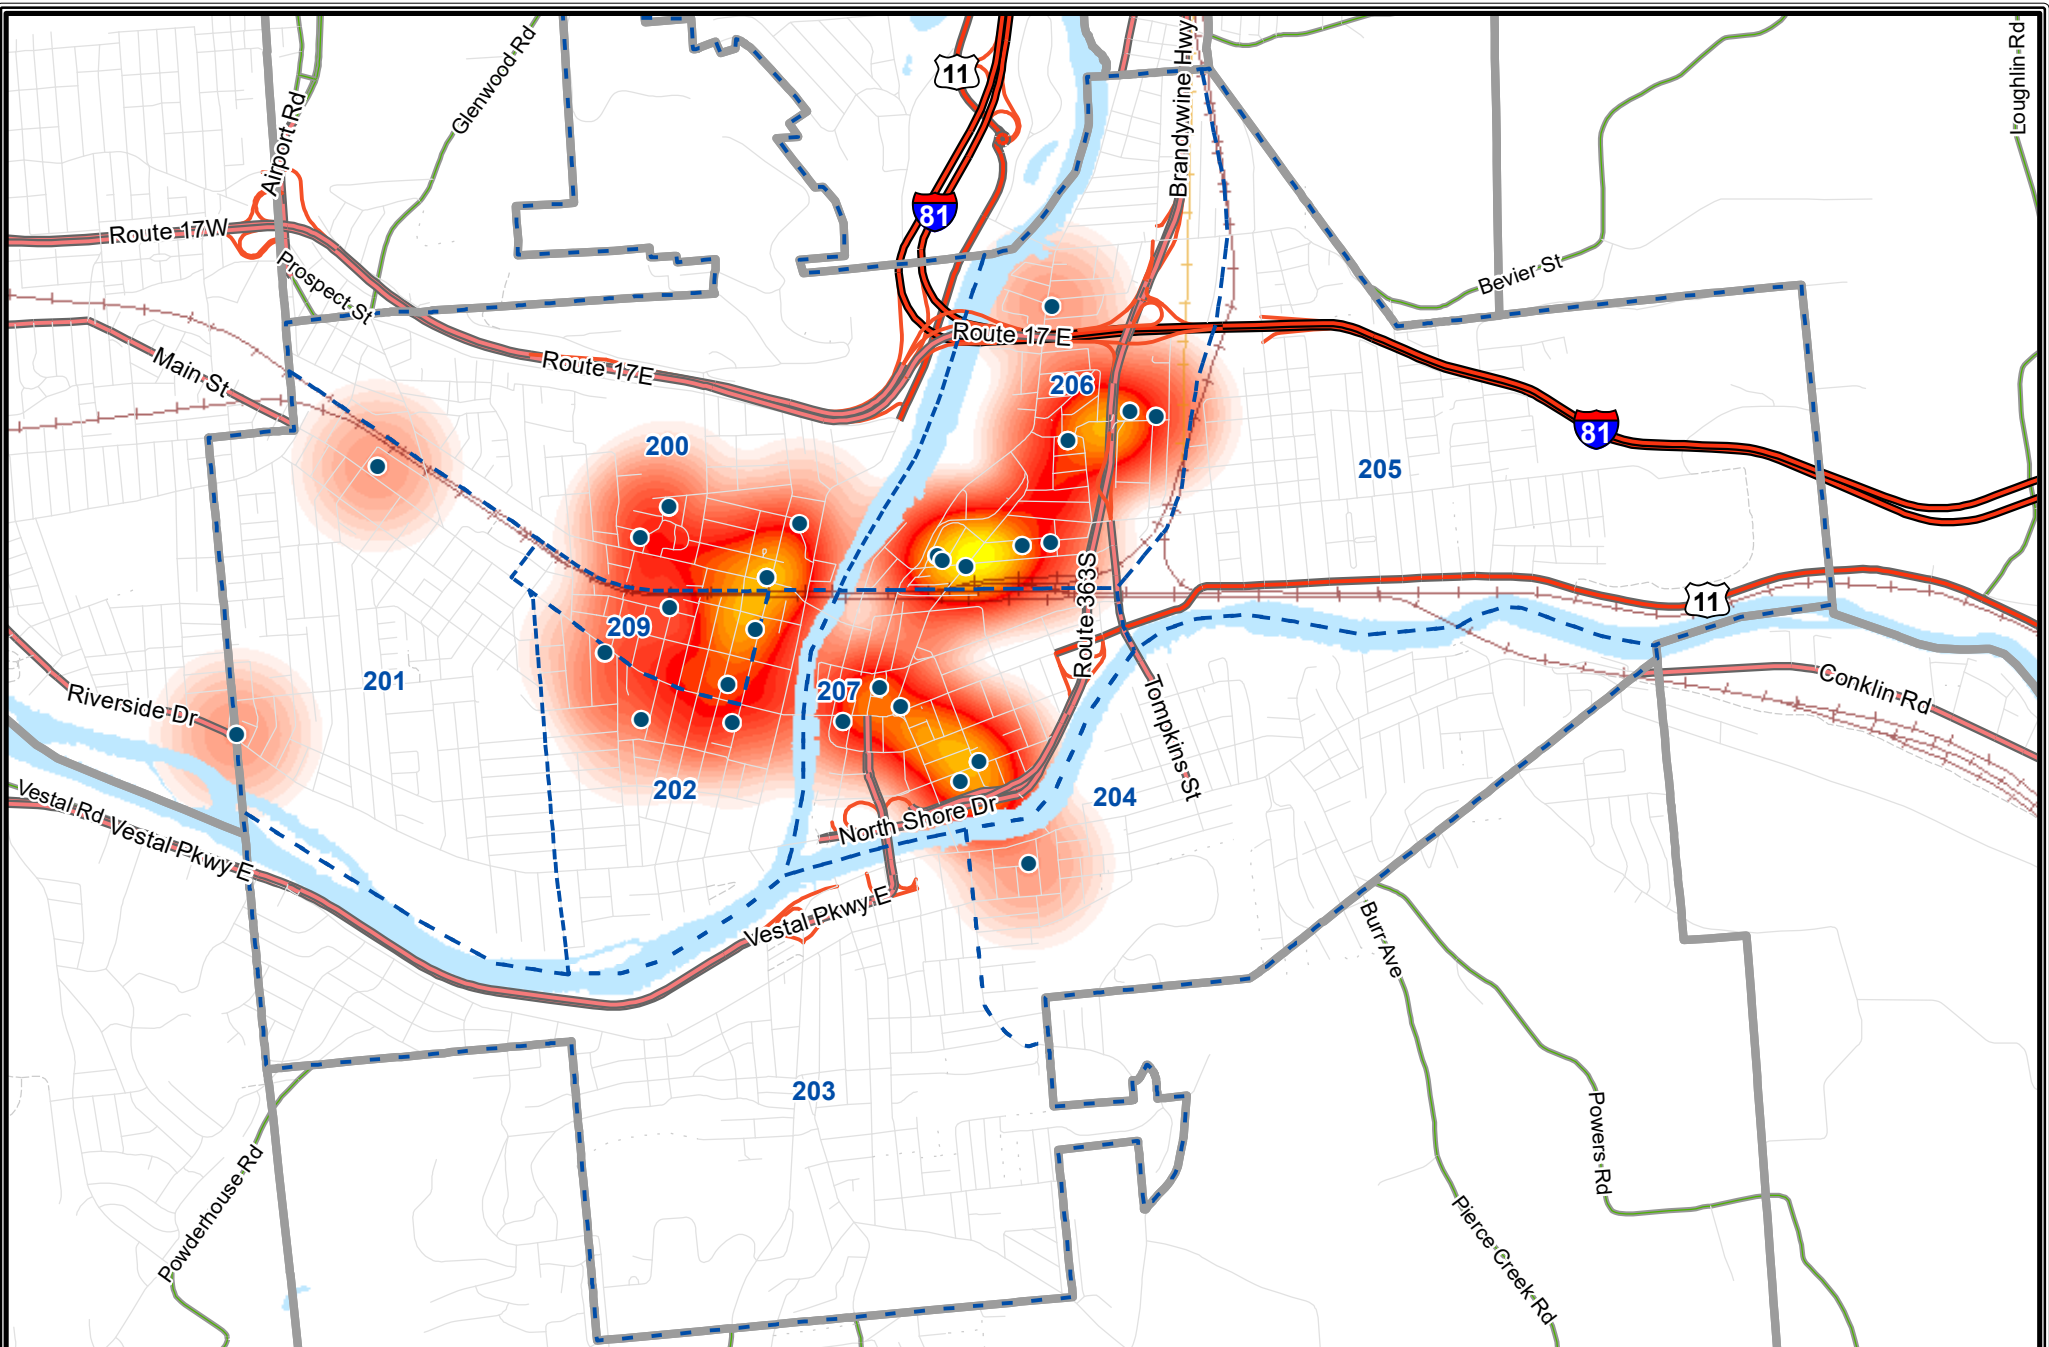 11
Glenwood Rd
Brandywine Hwy
Loughlin Rd
Airport Rd
81
Route 17W
Prospect St
Bevier St
Route 17 E
Main St
Route 17E
206
81
200
205
Route 363S
11
209
201
207
Riverside Dr
Conklin Rd
Tompkins St
202
204
Vestal Rd
Vestal Pkwy E
North Shore Dr
Vestal Pkwy E
Burr Ave
203
Powers Rd
Powderhouse Rd
Pierce Creek Rd